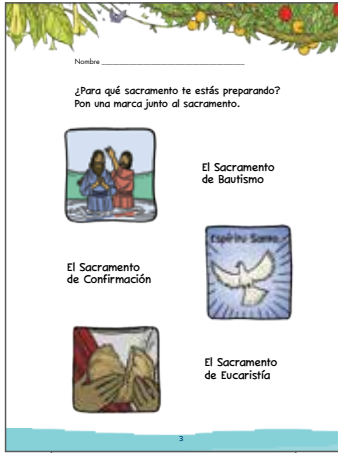 Nombre ____________________
¿Para qué sacramento te estás preparando?
Pon una marca junto al sacramento.
El Sacramento
de Bautismo
Espíritu Santo
El Sacramento
de Confirmación
El Sacramento
de Eucaristía
3